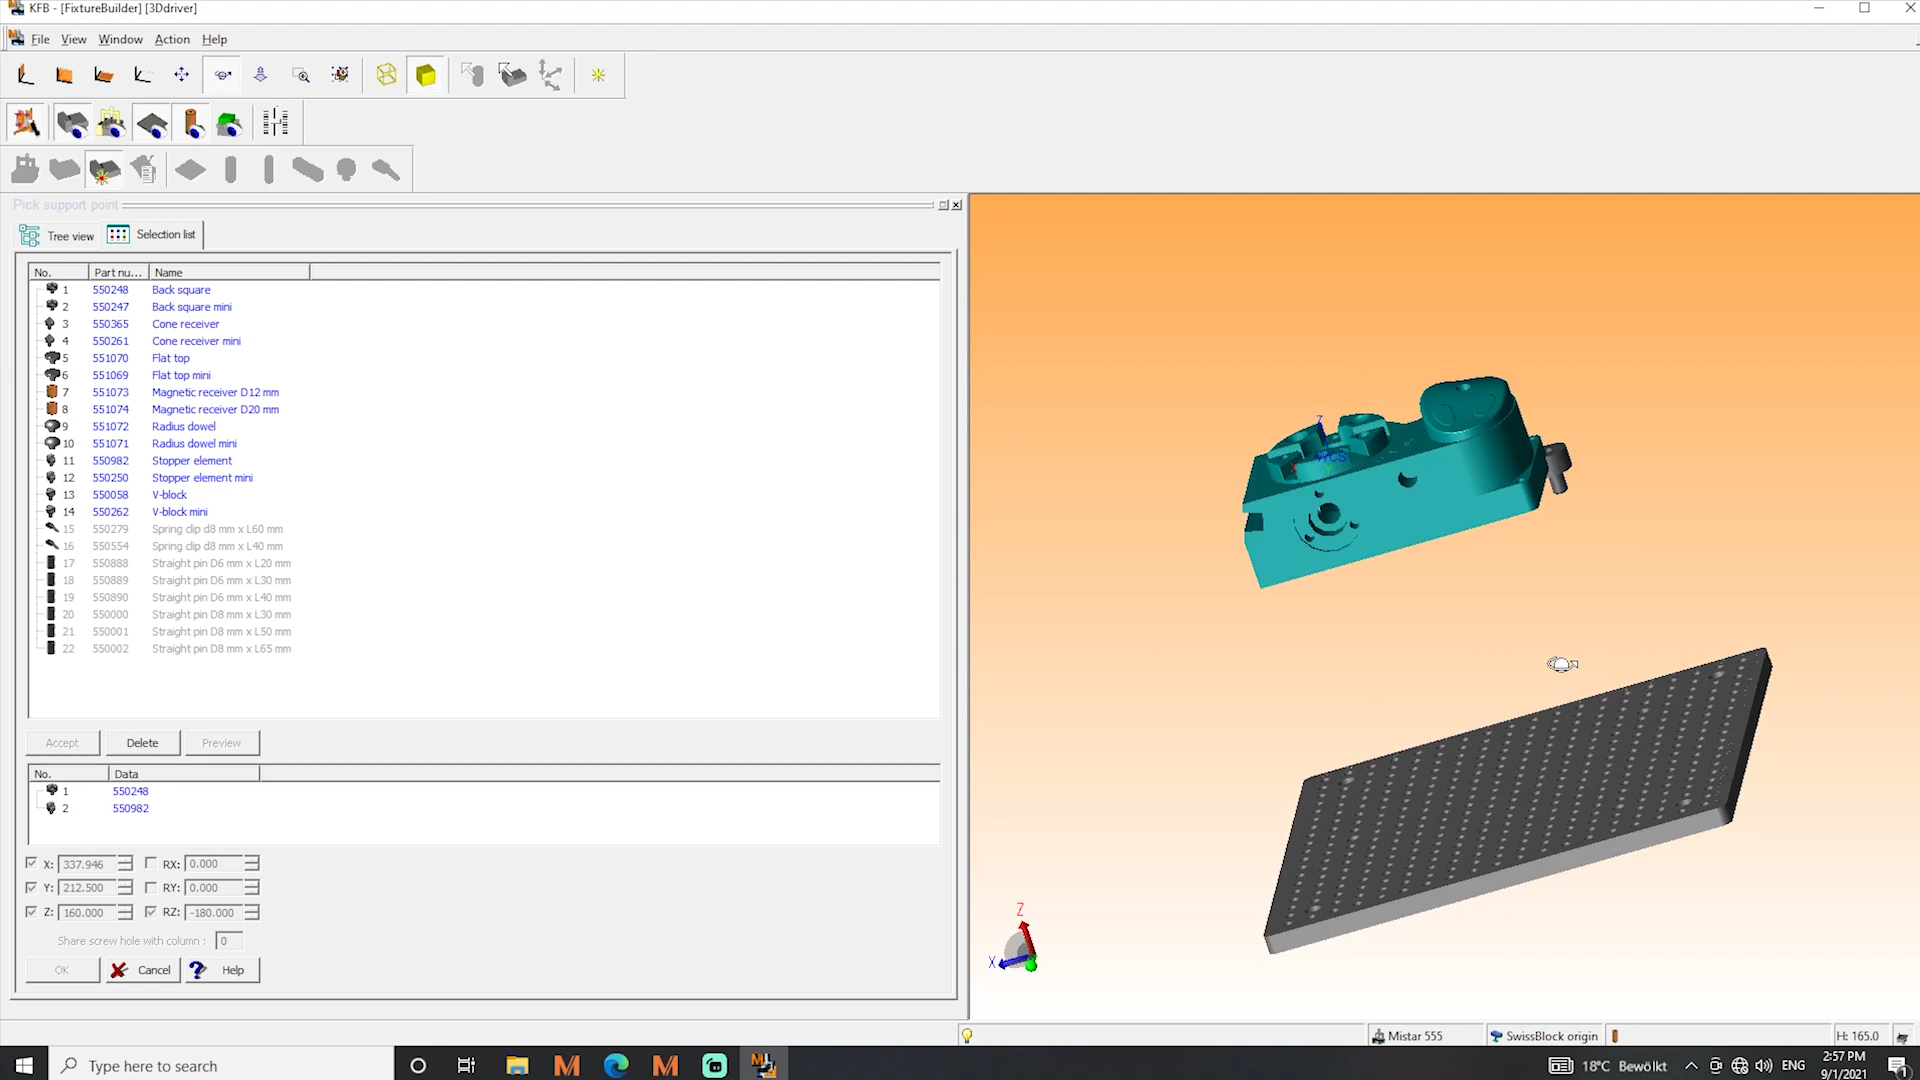 KFB - [FixtureBuilder] [3Ddriver]
File View Window Action Help
Pick support point
Tree view Selection list
No. Part nu... Name
1 550248 Back square
2 550247 Back square mini
3 550365 Cone receiver
4 550261 Cone receiver mini
5 551070 Flat top
6 551069 Flat top mini
7 551073 Magnetic receiver D12 mm
8 551074 Magnetic receiver D20 mm
9 551072 Radius dowel
10 551071 Radius dowel mini
11 550982 Stopper element
12 550250 Stopper element mini
13 550058 V-block
14 550262 V-block mini
15 550279 Spring clip d8 mm x L60 mm
16 550554 Spring clip d8 mm x L40 mm
17 550888 Straight pin D6 mm x L20 mm
18 550889 Straight pin D6 mm x L30 mm
19 550890 Straight pin D6 mm x L40 mm
20 550000 Straight pin D8 mm x L30 mm
21 550001 Straight pin D8 mm x L50 mm
22 550002 Straight pin D8 mm x L65 mm
Accept Delete Preview
No. Data
1 550248
2 550982
X: 337.946 RX: 0.000
Y: 212.500 RY: 0.000
Z: 160.000 RZ: -180.000
Share screw hole with column : 0
OK Cancel Help
Z
WCS
X
Y
Z
X
Mistar 555 SwissBlock origin H: 165.0
Type here to search
18°C Bewölkt ENG
2:57 PM
9/1/2021
1